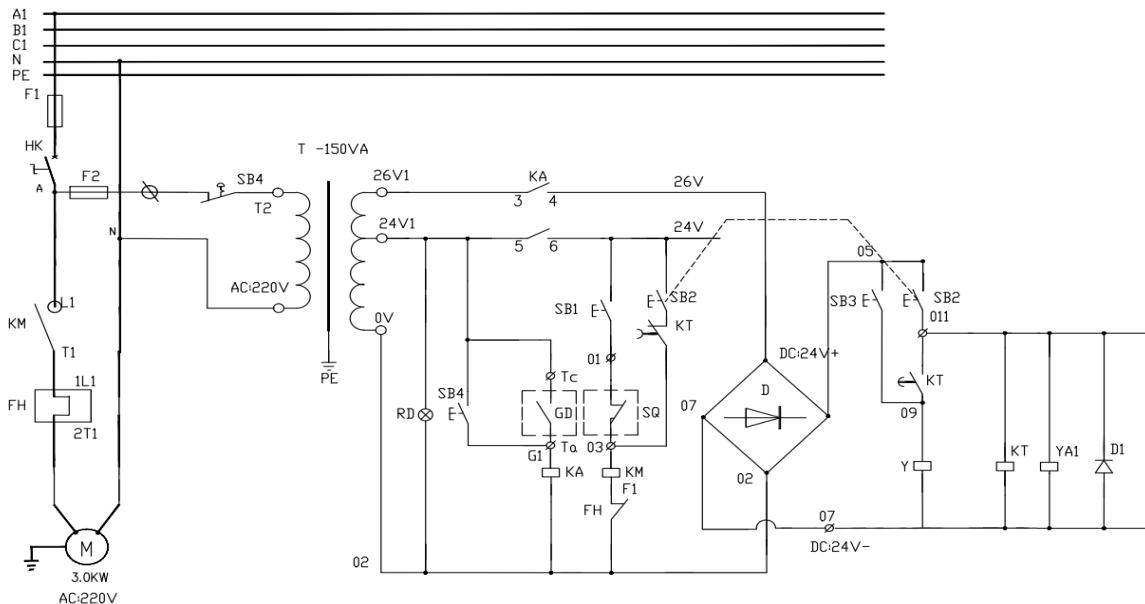 A1
B1
C1
N
PE
F1
HK
A
F2
SB4
T2
N
AC:220V
T -150VA
26V1
24V1
0V
PE
KA
3 4
26V
5 6
24V
L1
KM
T1
1L1
FH
2T1
M
3.0KW
AC:220V
RD
SB4
Tc
GD
Ta
G1
KA
02
SB1
01
SQ
03
KM
F1
FH
SB2
KT
DC:24V+
D
07
02
07
DC:24V-
05
SB3
SB2
011
KT
09
Y
KT
YA1
D1